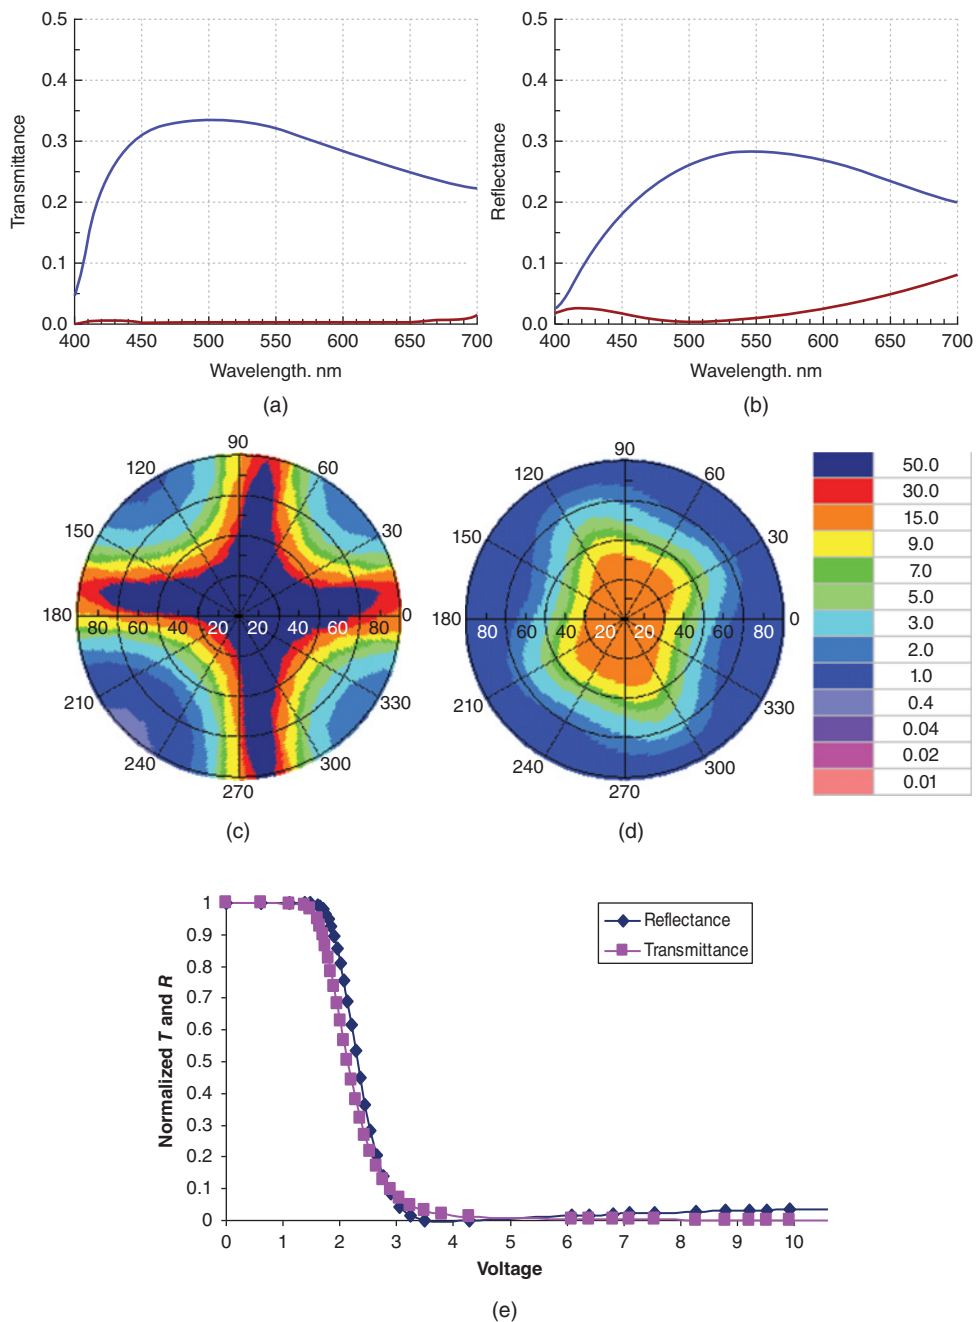 0.5
0.4
0.3
0.2
0.1
0.0
Transmittance
400 450 500 550 600 650 700
Wavelength. nm
(a)
0.5
0.4
0.3
0.2
0.1
0.0
Reflectance
400 450 500 550 600 650 700
Wavelength. nm
(b)
90
120 60
150 30
180 80 60 40 20 20 40 60 80 0
210 330
240 300
270
(c)
90
120 60
150 30
180 80 60 40 20 20 40 60 80 0
210 330
240 300
270
(d)
50.0
30.0
15.0
9.0
7.0
5.0
3.0
2.0
1.0
0.4
0.04
0.02
0.01
1
0.9
0.8
0.7
0.6
0.5
0.4
0.3
0.2
0.1
0
Normalized T and R
Reflectance
Transmittance
0 1 2 3 4 5 6 7 8 9 10
Voltage
(e)